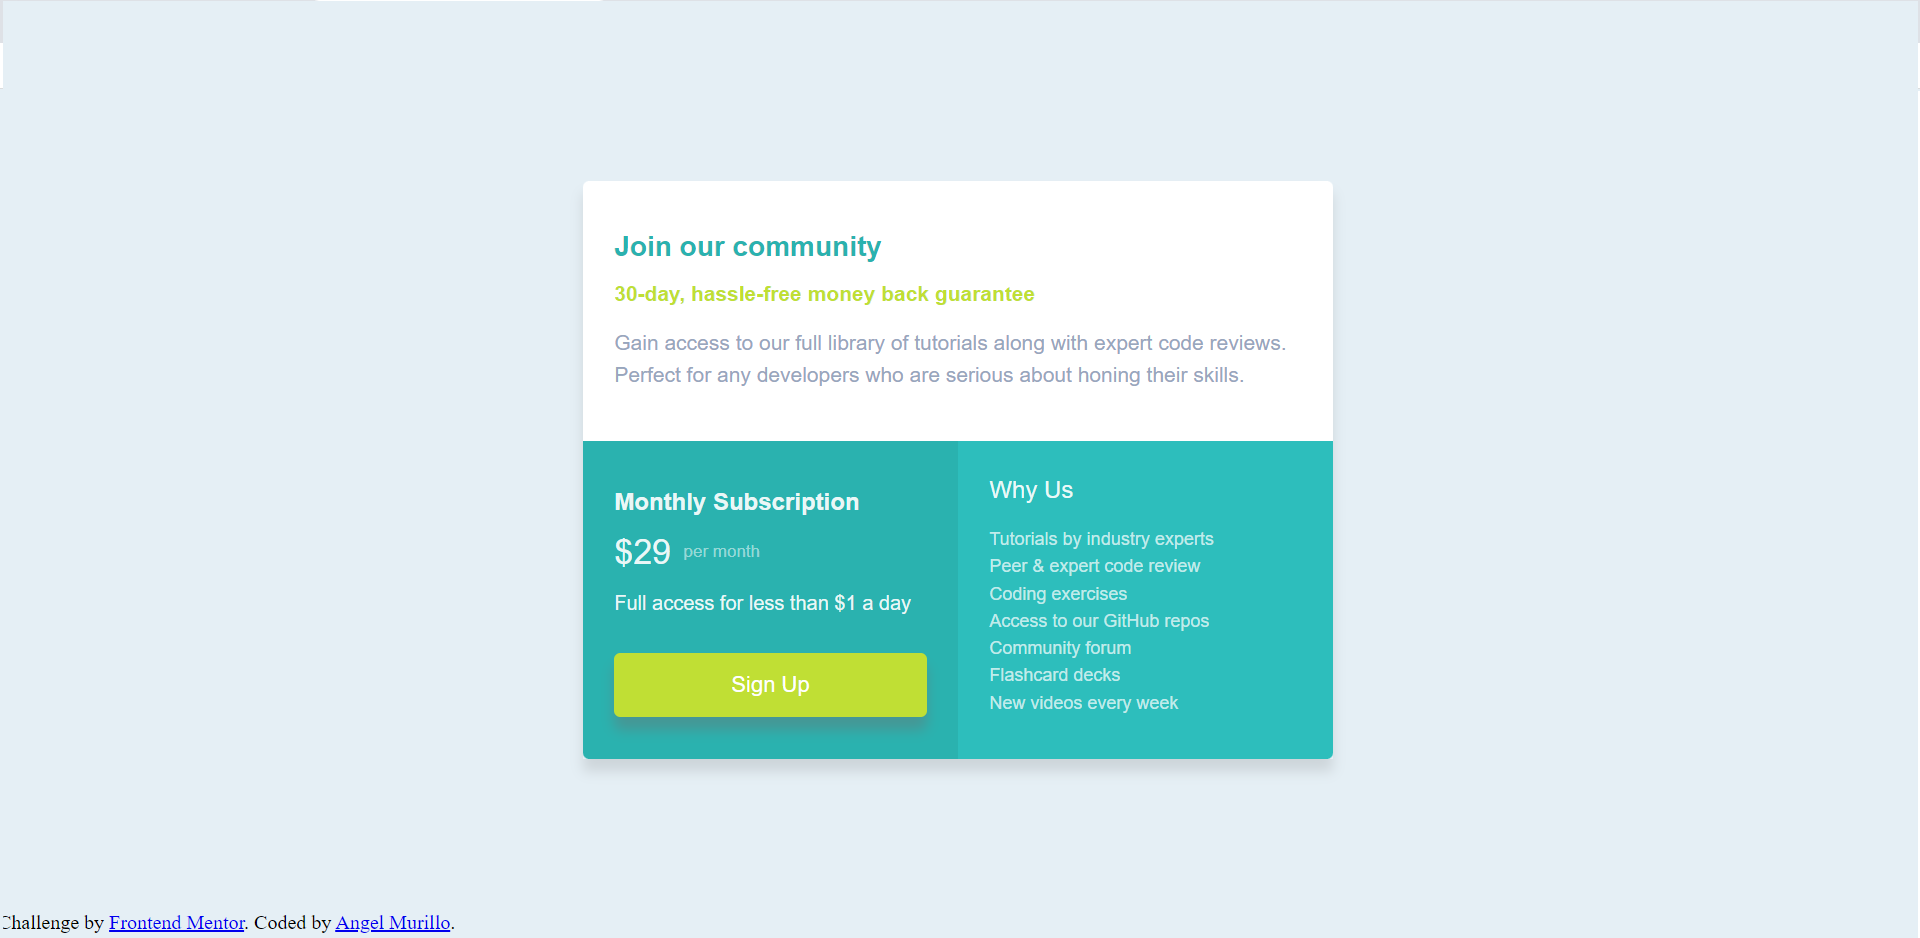 Join our community
30-day, hassle-free money back guarantee
Gain access to our full library of tutorials along with expert code reviews.
Perfect for any developers who are serious about honing their skills.
Monthly Subscription
$29 per month
Full access for less than $1 a day
Sign Up
Why Us
Tutorials by industry experts
Peer & expert code review
Coding exercises
Access to our GitHub repos
Community forum
Flashcard decks
New videos every week
Challenge by Frontend Mentor. Coded by Angel Murillo.